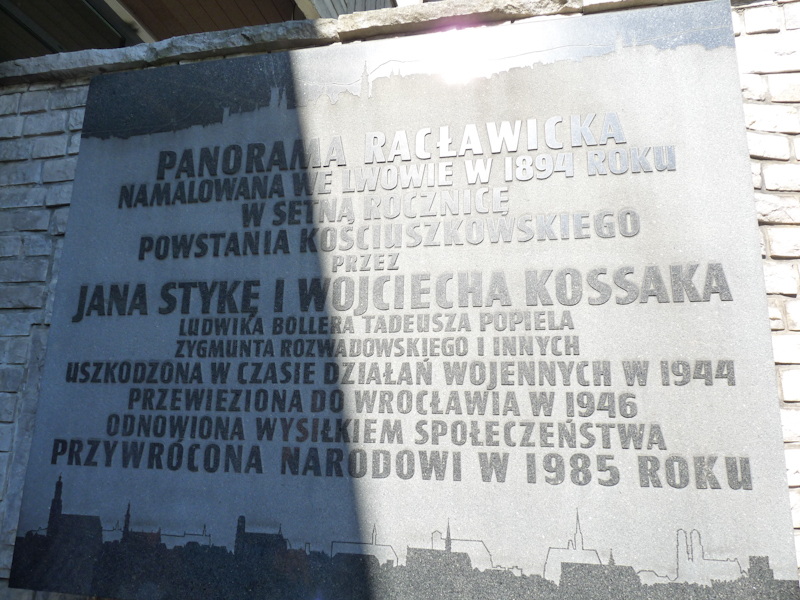 PANORAMA RACŁAWICKA
NAMALOWANA WE LWOWIE W 1894 ROKU
W SETNĄ ROCZNICĘ
POWSTANIA KOŚCIUSZKOWSKIEGO
PRZEZ
JANA STYKĘ I WOJCIECHA KOSSAKA
LUDWIKA BOLLERA TADEUSZA POPIELA
ZYGMUNTA ROZWADOWSKIEGO I INNYCH
USZKODZONA W CZASIE DZIAŁAŃ WOJENNYCH W 1944
PRZEWIEZIONA DO WROCŁAWIA W 1946
ODNOWIONA WYSIŁKIEM SPOŁECZEŃSTWA
PRZYWRÓCONA NARODOWI W 1985 ROKU